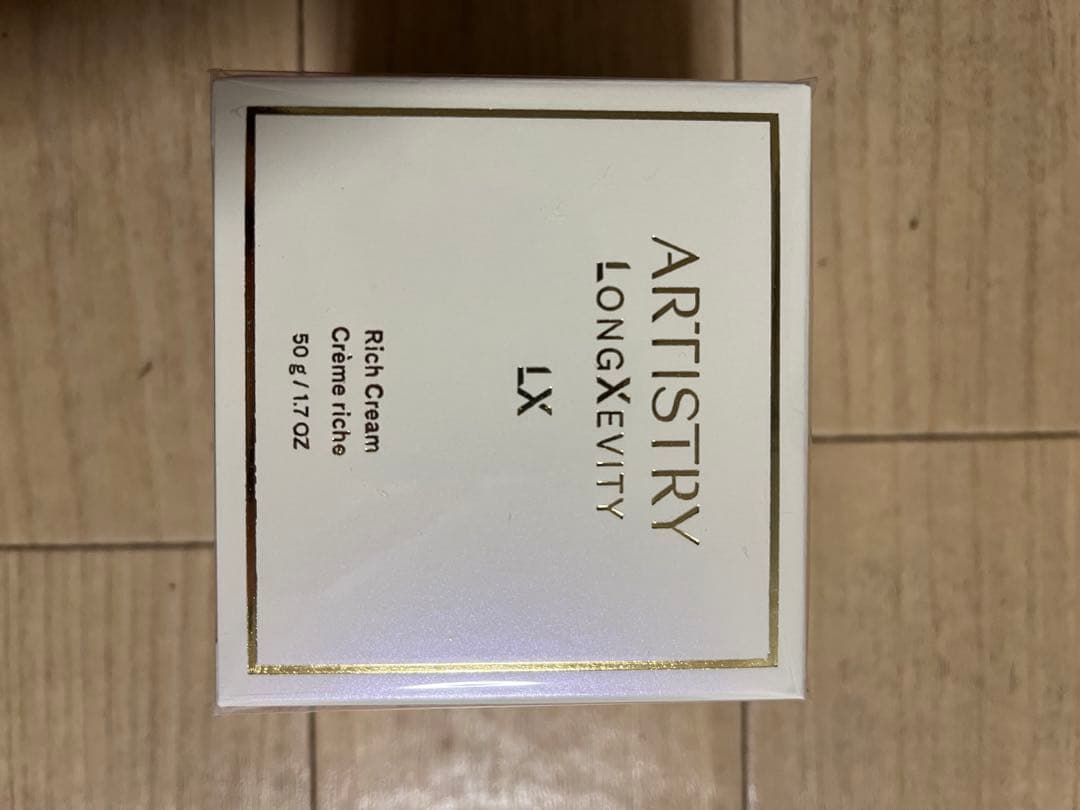 ARTISTRY
LONGXEVITY
LX
Rich Cream
Crème riche
50 g / 1.7 OZ